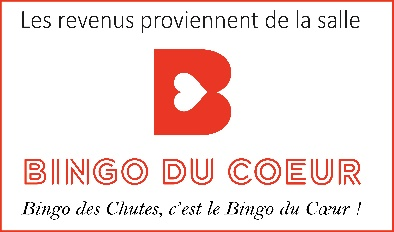 Les revenus proviennent de la salle
B
BINGO DU COEUR
Bingo des Chutes, c'est le Bingo du Cœur !